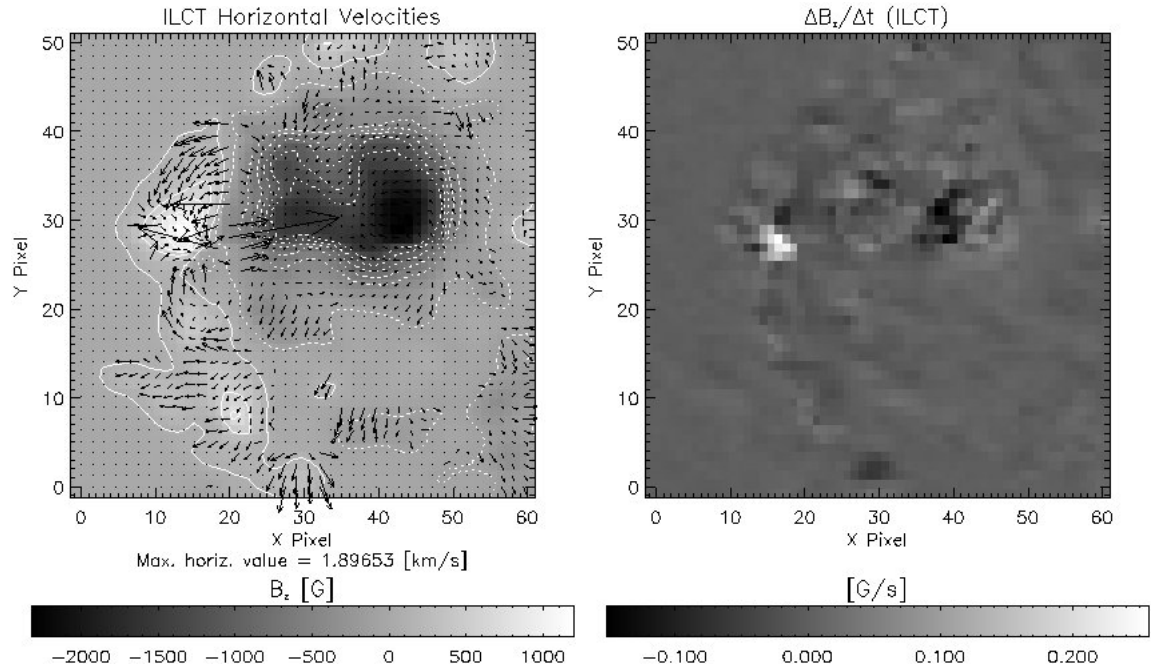 ILCT Horizontal Velocities
50
40
30
20
10
0
Y Pixel
0 10 20 30 40 50 60
X Pixel
Max. horiz. value = 1.89653 [km/s]
B_z [G]
−2000 −1500 −1000 −500 0 500 1000
ΔB_z/Δt (ILCT)
50
40
30
20
10
0
Y Pixel
0 10 20 30 40 50 60
X Pixel
[G/s]
−0.100 0.000 0.100 0.200